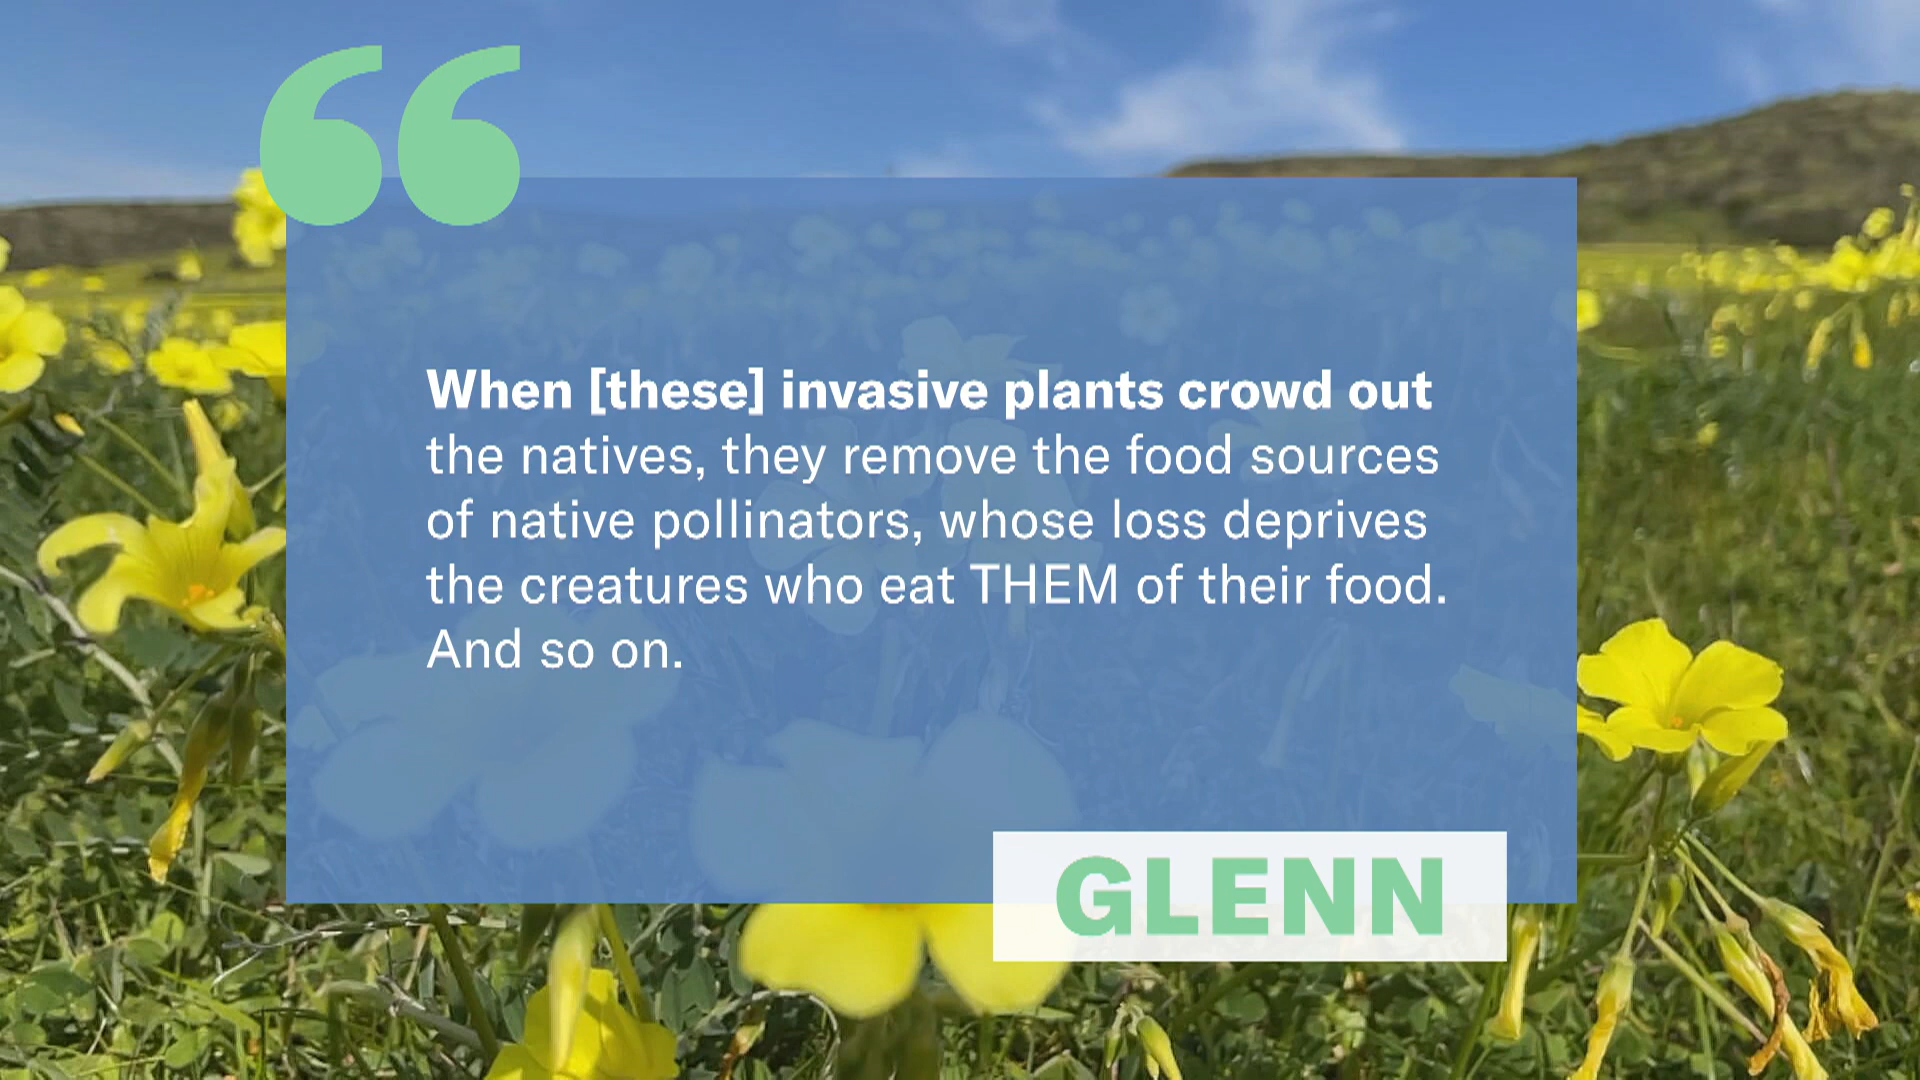 When [these] invasive plants crowd out
the natives, they remove the food sources
of native pollinators, whose loss deprives
the creatures who eat THEM of their food.
And so on.
GLENN